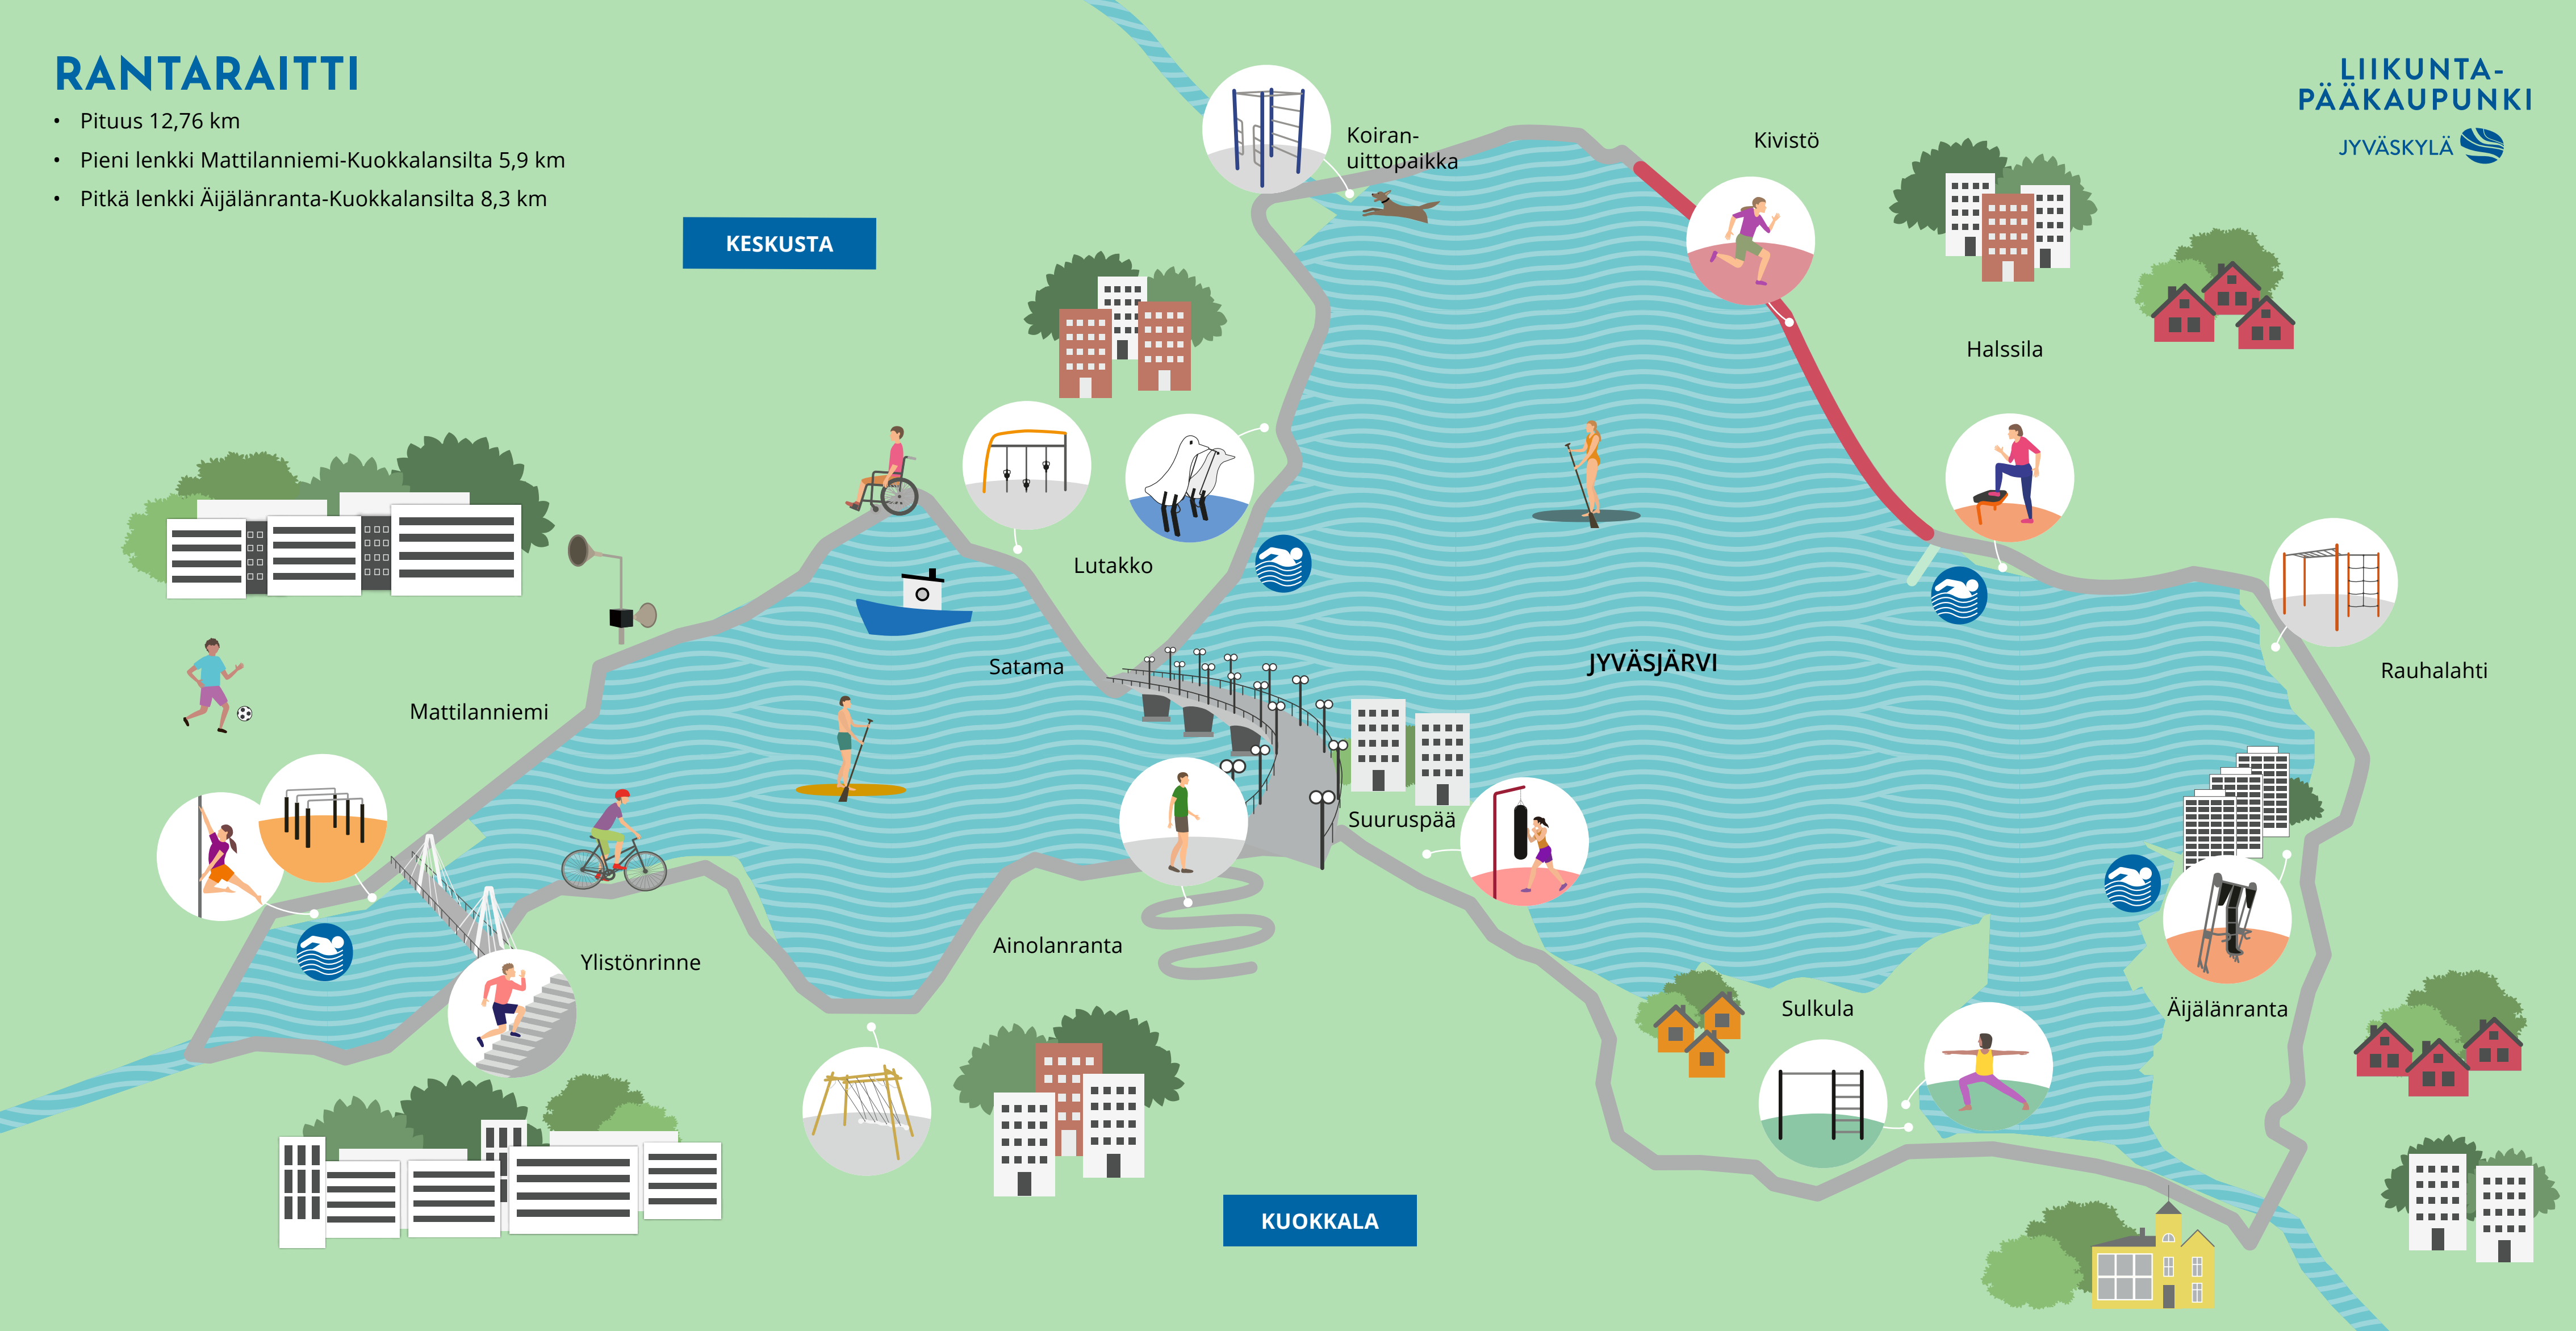 RANTARAITTI
• Pituus 12,76 km
• Pieni lenkki Mattilanniemi-Kuokkalansilta 5,9 km
• Pitkä lenkki Äijälänranta-Kuokkalansilta 8,3 km
LIIKUNTA-
PÄÄKAUPUNKI
JYVÄSKYLÄ
KESKUSTA
Koiran-
uittopaikka
Kivistö
Halssila
Lutakko
Satama
JYVÄSJÄRVI
Rauhalahti
Mattilanniemi
Suuruspää
Ainolanranta
Ylistönrinne
Sulkula
Äijälänranta
KUOKKALA